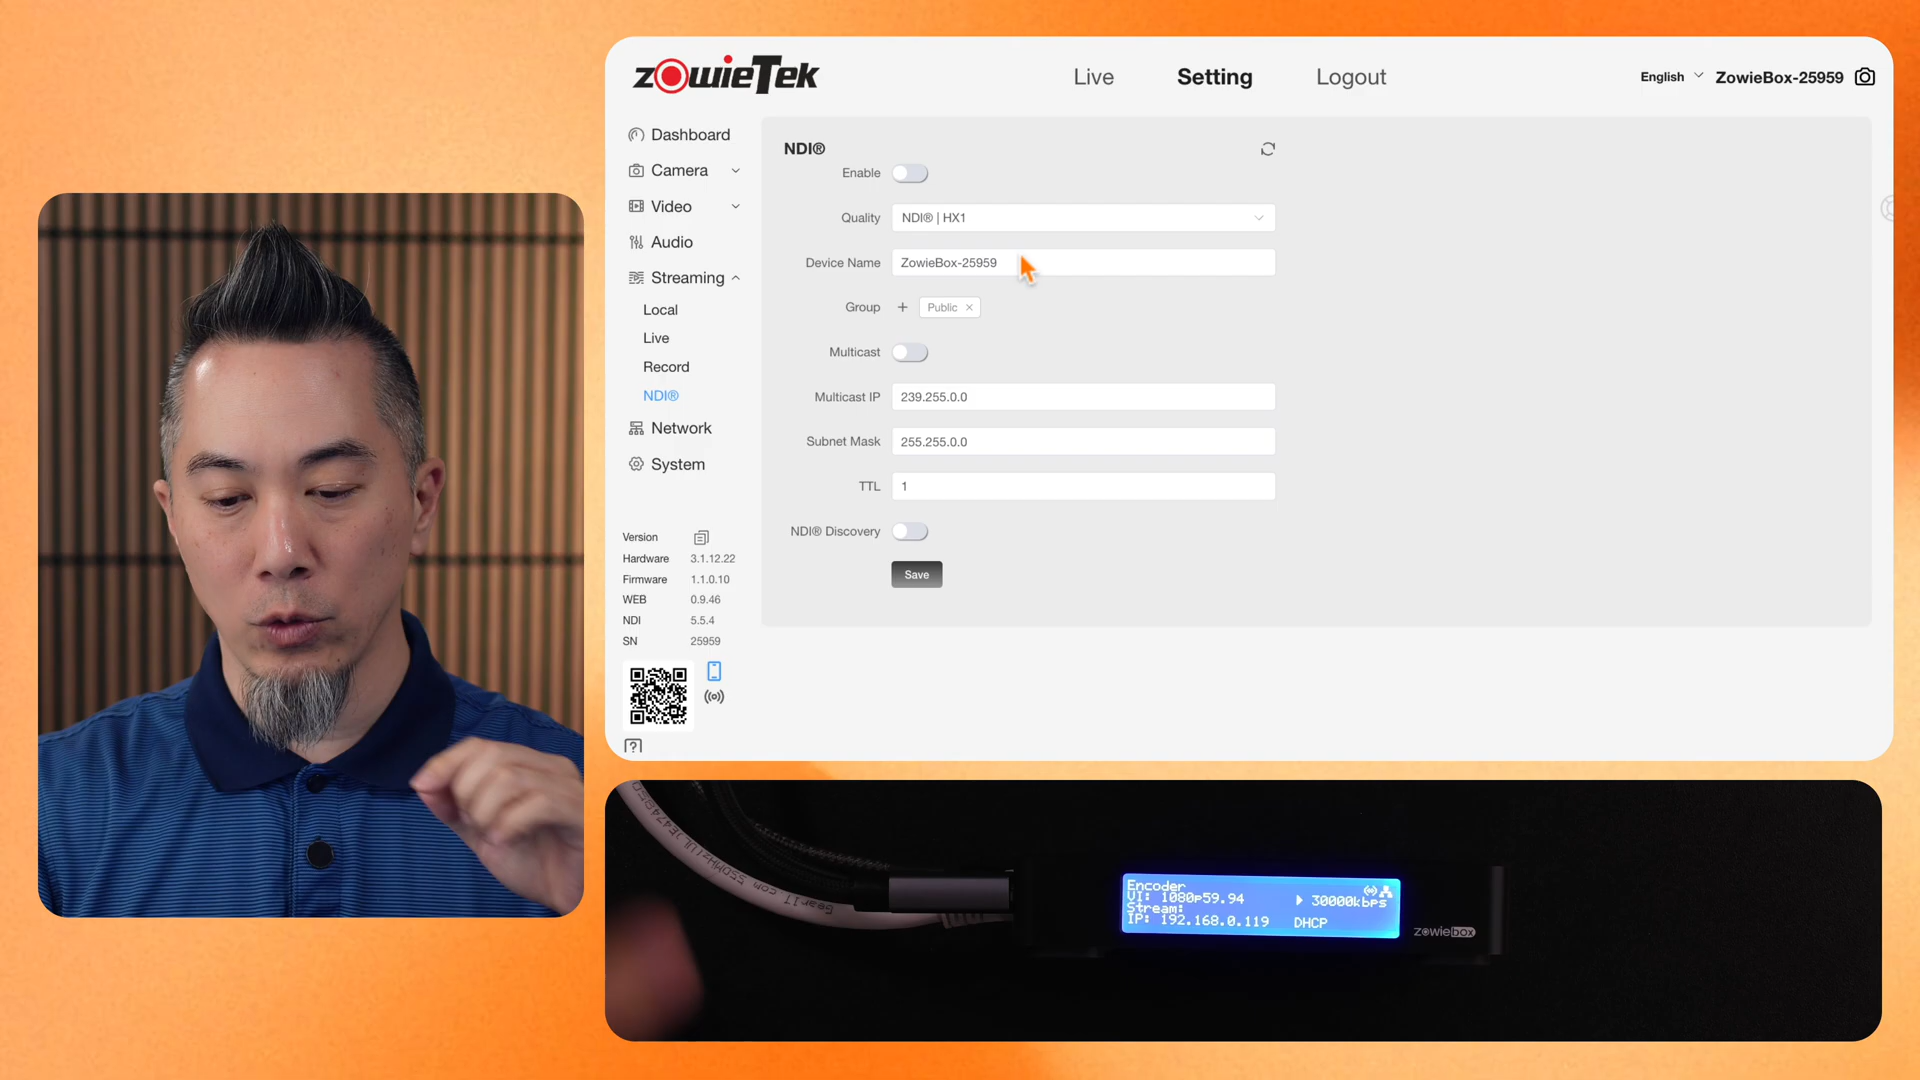 zowieTek
Live
Setting
Logout
English
ZowieBox-25959
Dashboard
Camera
Video
Audio
Streaming
Local
Live
Record
NDI®
Network
System
Version
Hardware 3.1.12.22
Firmware 1.1.0.10
WEB 0.9.46
NDI 5.5.4
SN 25959
NDI®
Enable
Quality NDI® | HX1
Device Name ZowieBox-25959
Group + Public ×
Multicast
Multicast IP 239.255.0.0
Subnet Mask 255.255.0.0
TTL 1
NDI® Discovery
Save
Encoder
VI: 1080p59.94 30000kbps
Stream:
IP: 192.168.0.119 DHCP
zowiebox